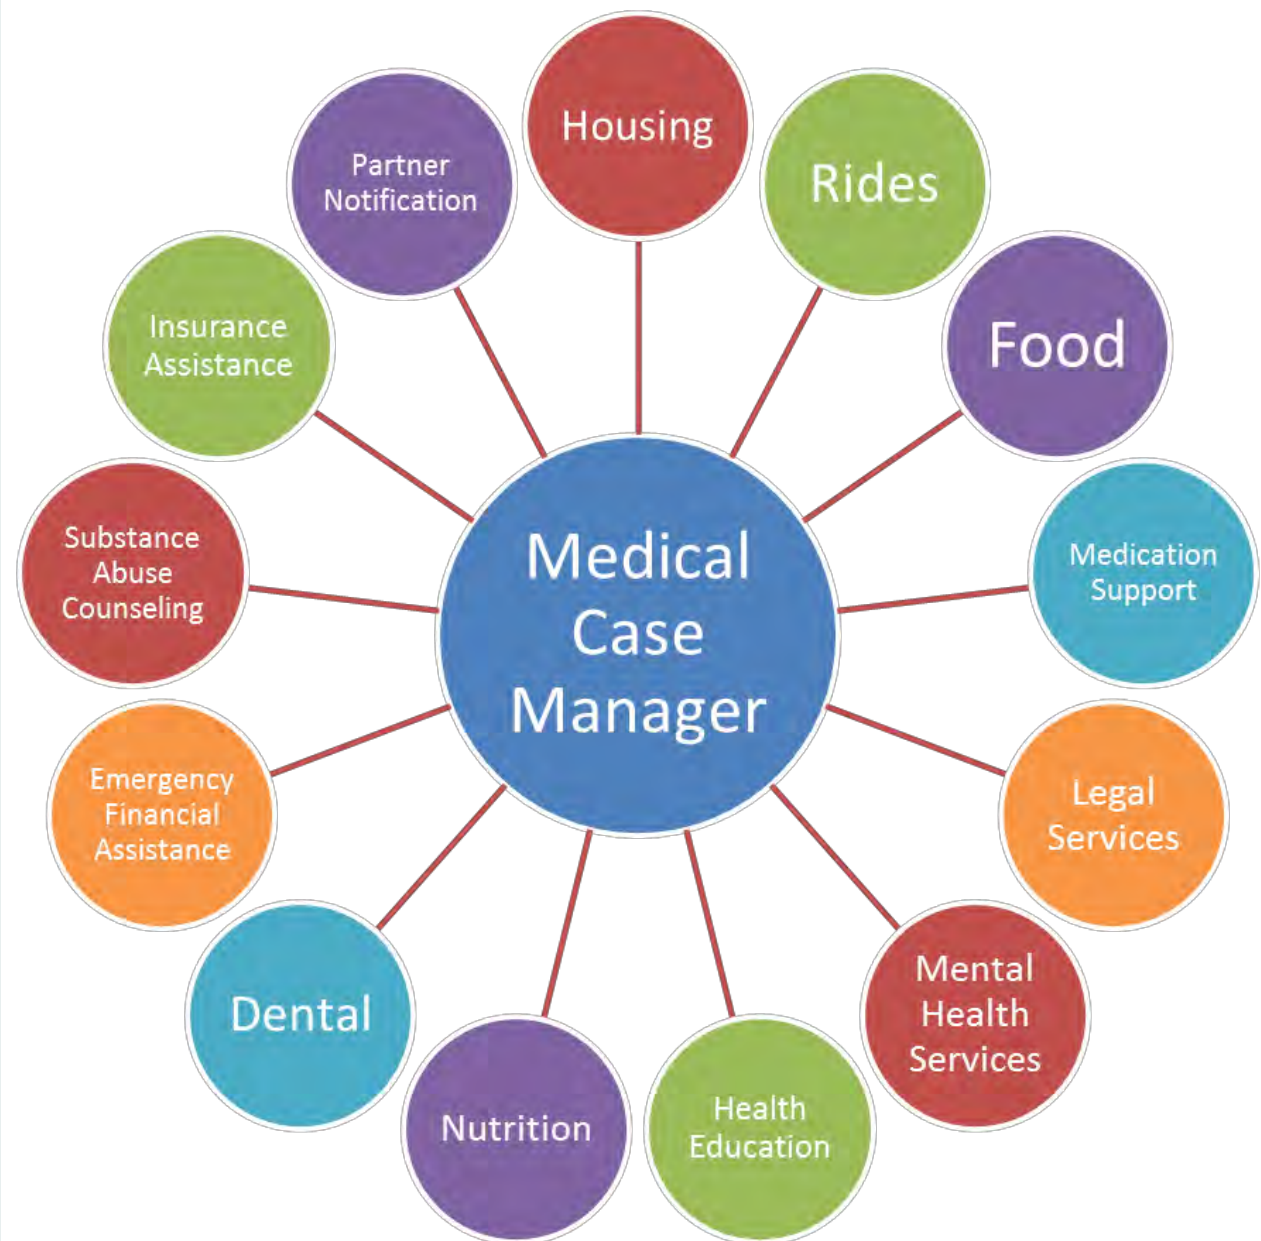 Housing
Rides
Food
Medication
Support
Legal
Services
Mental
Health
Services
Health
Education
Nutrition
Dental
Emergency
Financial
Assistance
Substance
Abuse
Counseling
Insurance
Assistance
Partner
Notification
Medical
Case
Manager